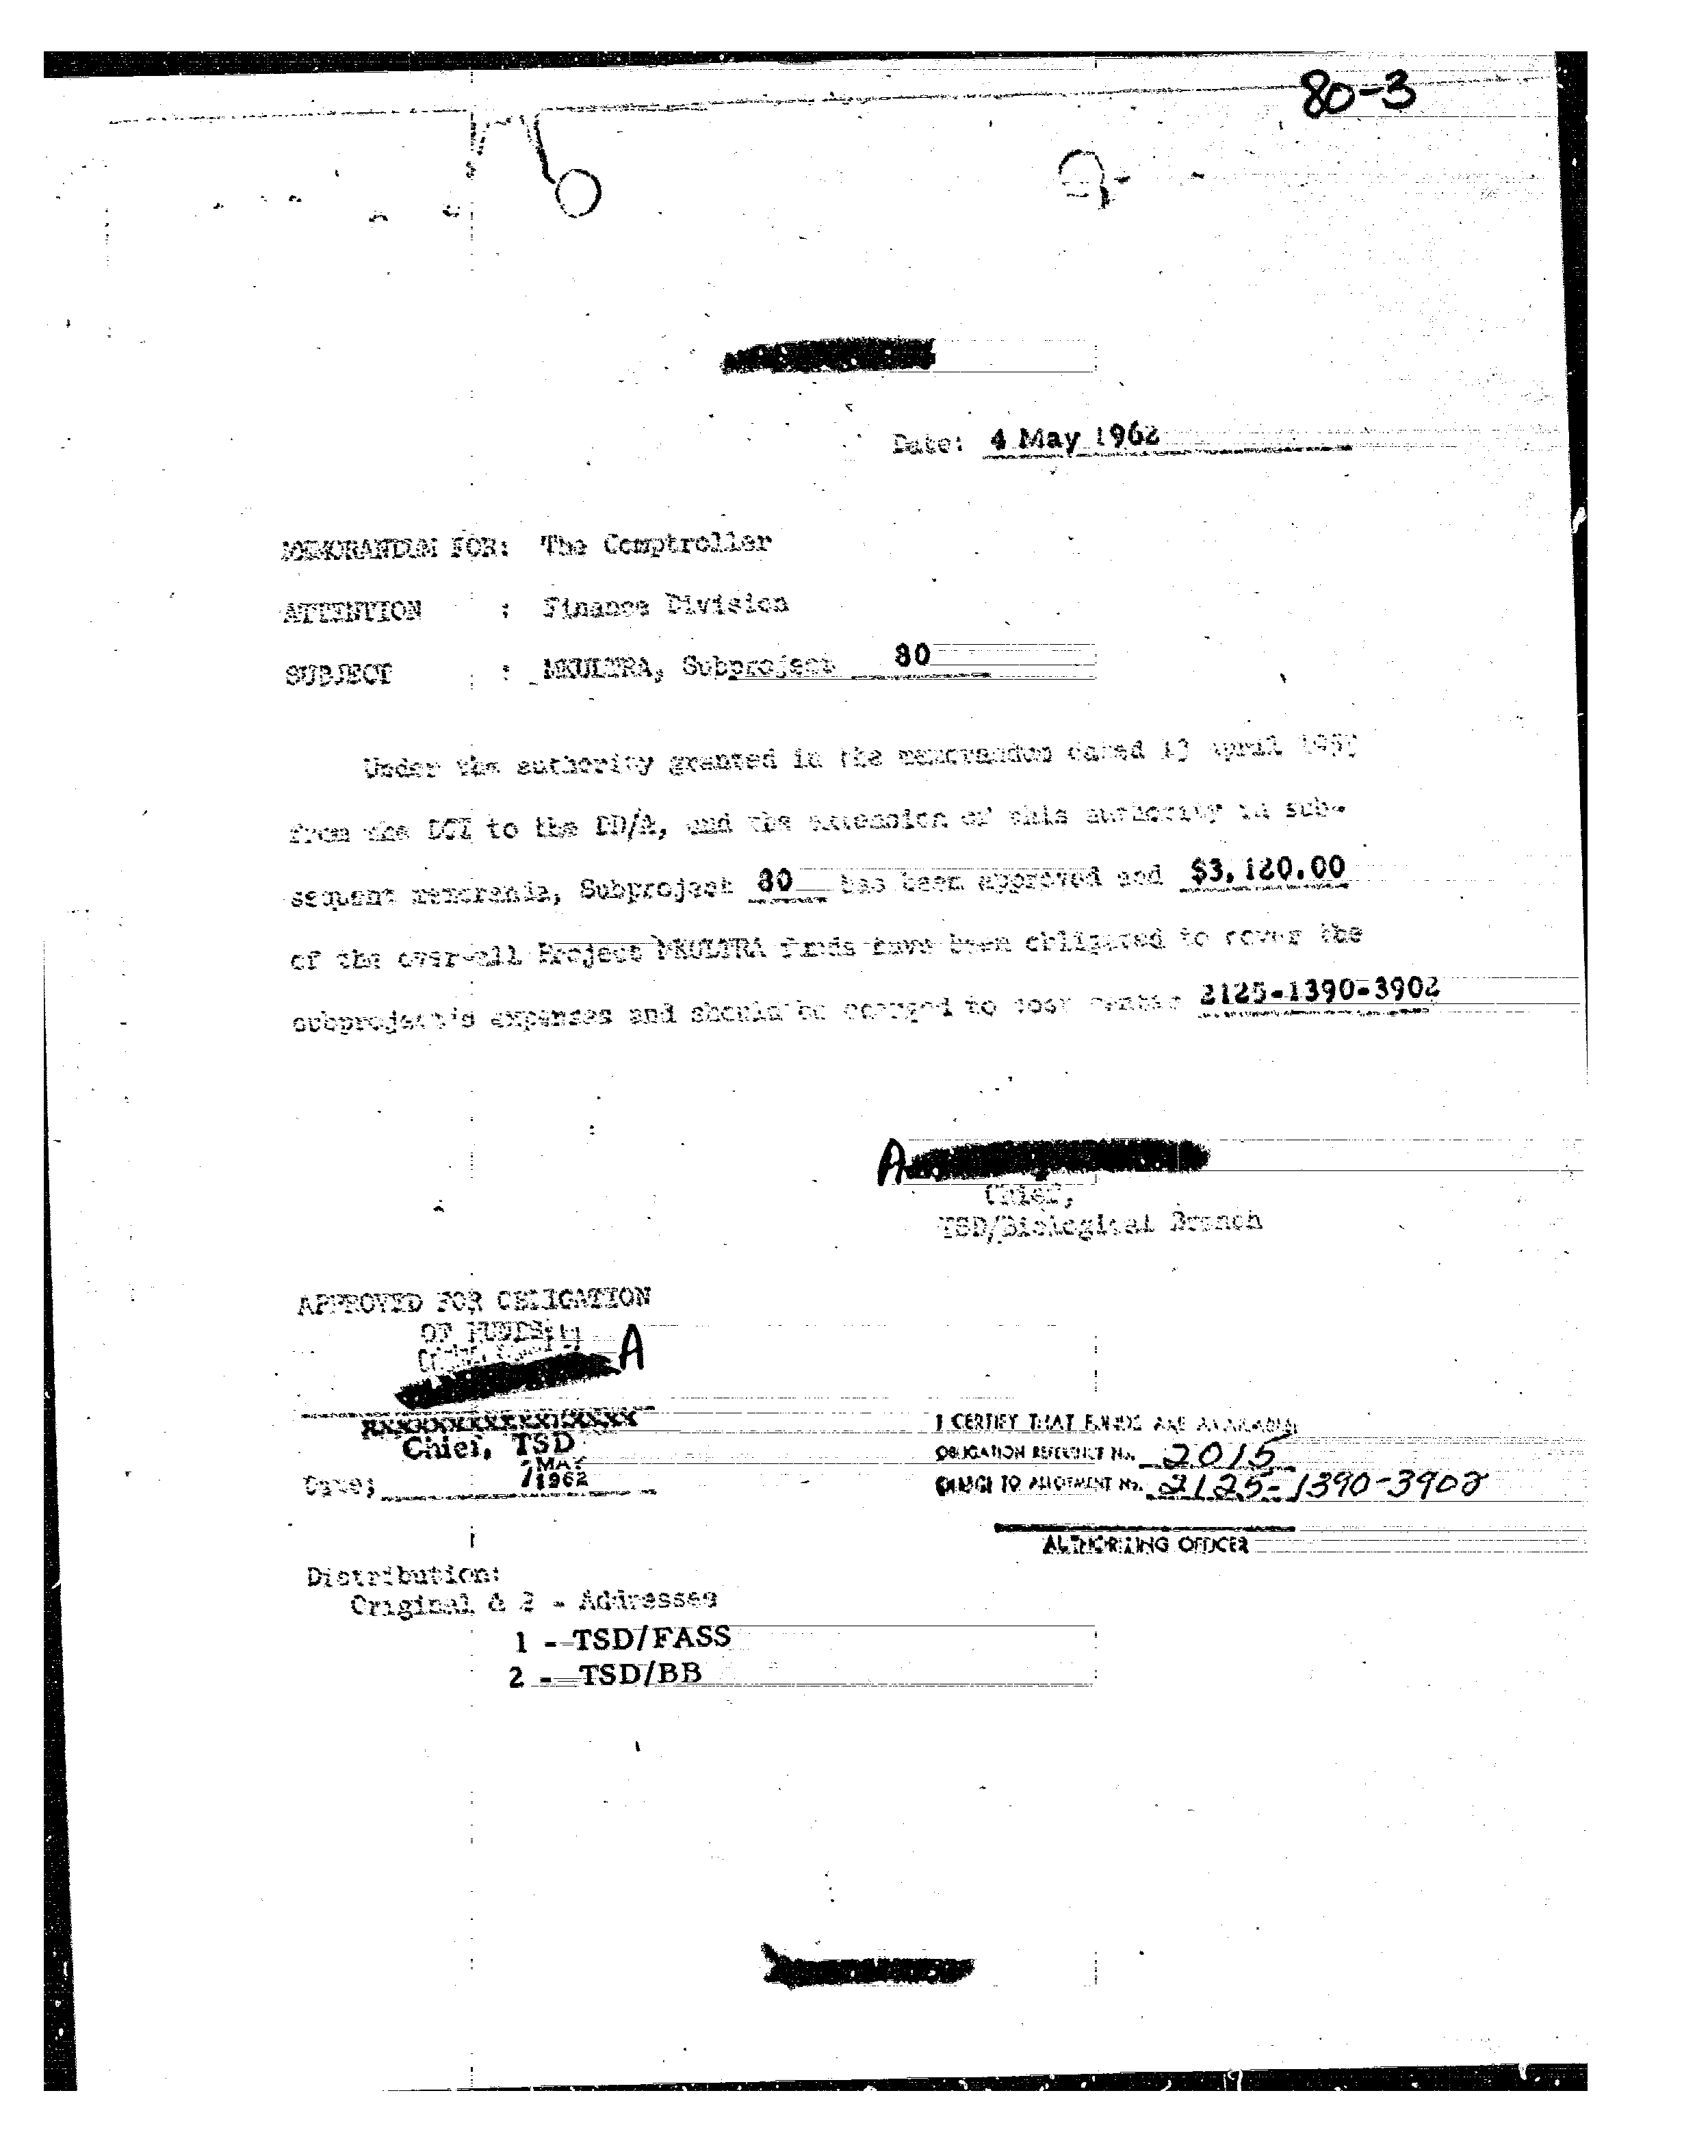 80-3
Date: 4 May 1962
MEMORANDUM FOR: The Comptroller
ATTENTION : Finance Division
SUBJECT : MKULTRA, Subproject 80
Under the authority granted in the memorandum dated 13 April 1953
from the DCI to the DD/A, and the extension of this authority in sub-
sequent memoranda, Subproject 80 has been approved and $3,120.00
of the over-all Project MKULTRA funds have been obligated to cover the
subproject's expenses and should be charged to cost center 2125-1390-3902
A
Chief,
TSD/Biological Branch
APPROVED FOR OBLIGATION
OF FUNDS:
A
XXXXXXXXXXXXXXXXXX
Chief, TSD
Date: 7 MAY 1962
I CERTIFY THAT FUNDS ARE AVAILABLE
OBLIGATION REFERENCE No. 2015
CHARGE TO ALLOTMENT No. 2125-1390-3902
AUTHORIZING OFFICER
Distribution:
Original & 2 - Addresses
1 - TSD/FASS
2 - TSD/BB